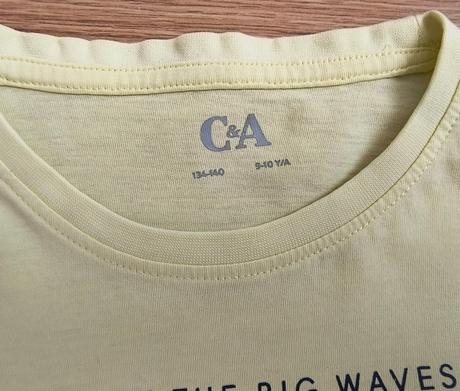 C&A
134-140 9-10 Y/A
THE BIG WAVES